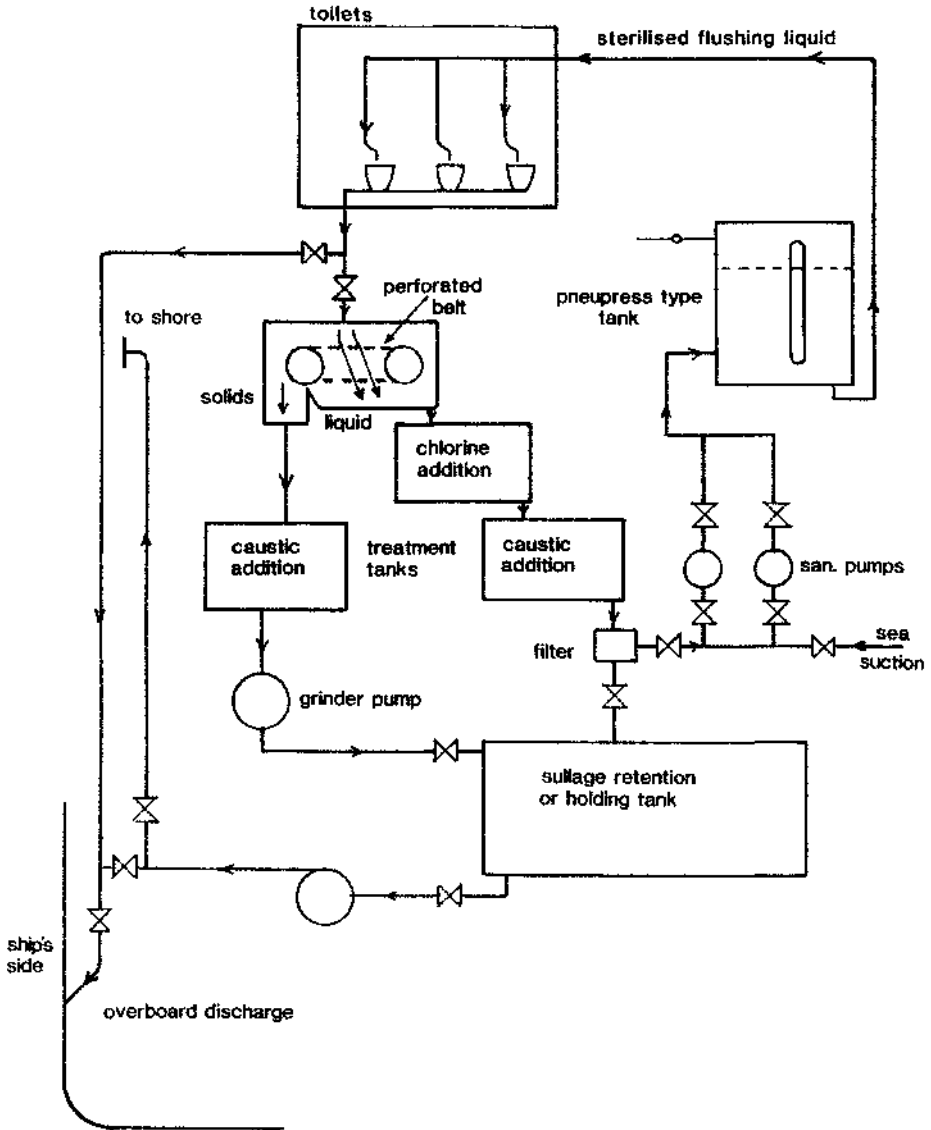 toilets
sterilised flushing liquid
perforated
belt
pneupress type
tank
to shore
solids
liquid
chlorine
addition
caustic
addition
treatment
tanks
caustic
addition
san. pumps
filter
sea
suction
grinder pump
sullage retention
or holding tank
ship's
side
overboard discharge